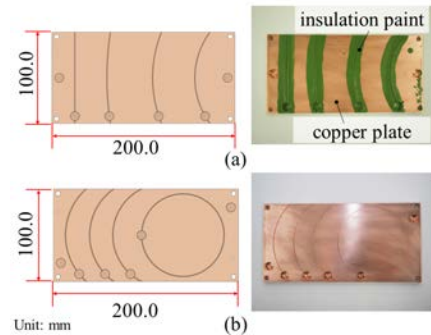 insulation paint
100.0
copper plate
200.0
(a)
100.0
200.0
Unit: mm
(b)